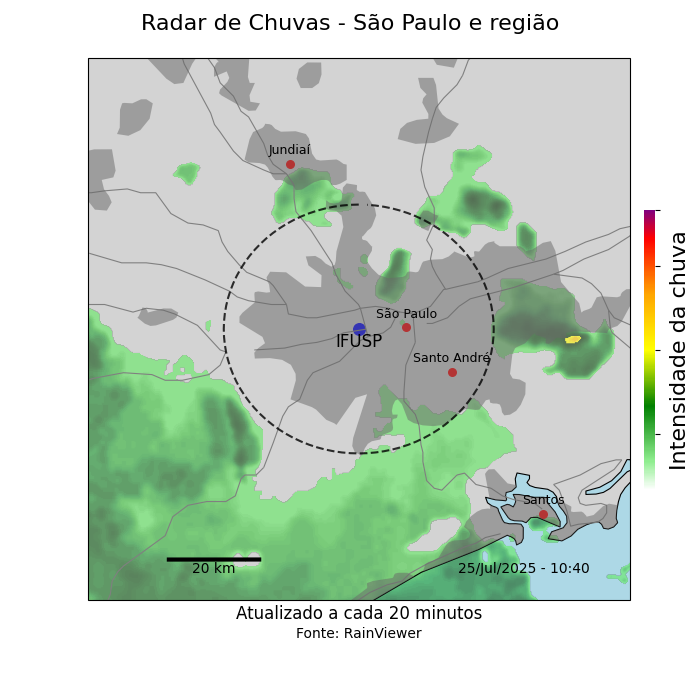 Radar de Chuvas - São Paulo e região
Jundiaí
São Paulo
IFUSP
Santo André
Santos
20 km
25/Jul/2025 - 10:40
Intensidade da chuva
Atualizado a cada 20 minutos
Fonte: RainViewer